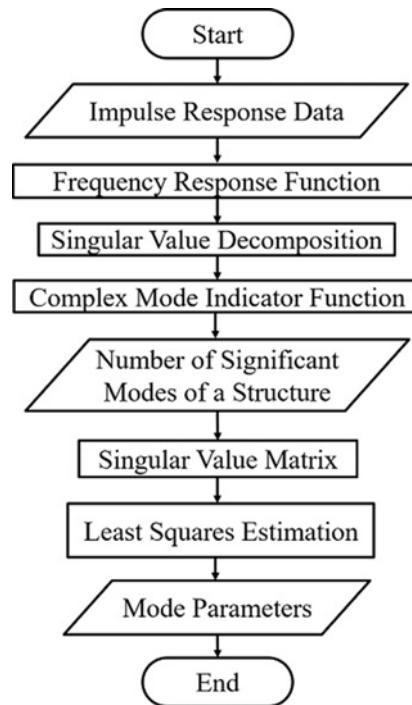 Start
Impulse Response Data
Frequency Response Function
Singular Value Decomposition
Complex Mode Indicator Function
Number of Significant
Modes of a Structure
Singular Value Matrix
Least Squares Estimation
Mode Parameters
End